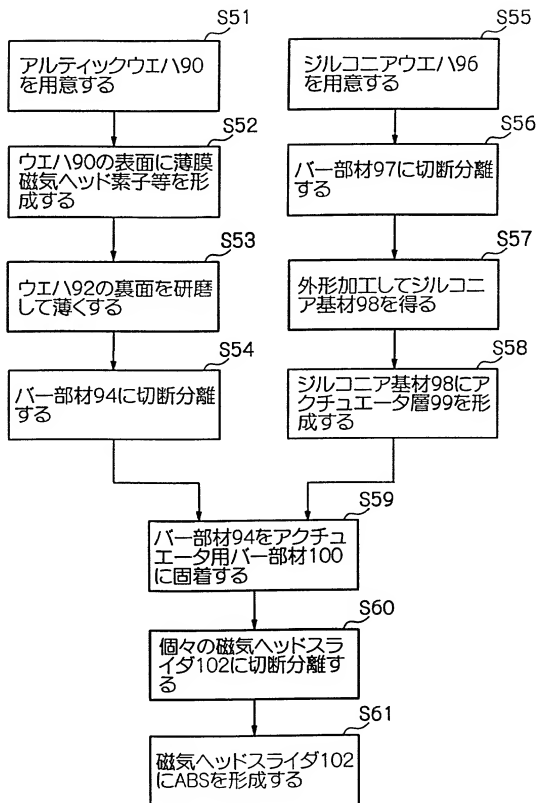 S51
アルティックウエハ90
を用意する
S52
ウエハ90の表面に薄膜
磁気ヘッド素子等を形
成する
S53
ウエハ92の裏面を研磨
して薄くする
S54
バー部材94に切断分離
する
S55
ジルコニアウエハ96
を用意する
S56
バー部材97に切断分離
する
S57
外形加工してジルコニ
ア基材98を得る
S58
ジルコニア基材98にア
クチュエータ層99を形
成する
S59
バー部材94をアクチュ
エータ用バー部材100
に固着する
S60
個々の磁気ヘッドスラ
イダ102に切断分離す
る
S61
磁気ヘッドスライダ102
にABSを形成する